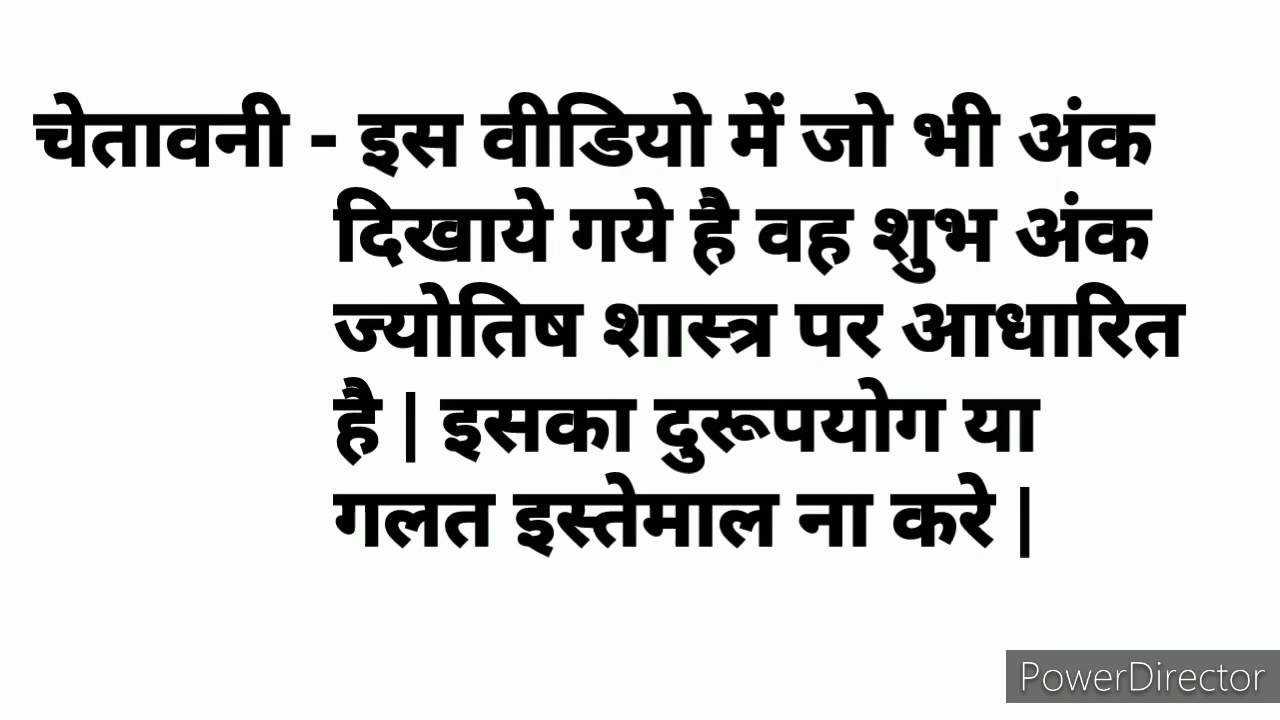 चेतावनी - इस वीडियो में जो भी अंक
दिखाये गये है वह शुभ अंक
ज्योतिष शास्त्र पर आधारित
है | इसका दुरूपयोग या
गलत इस्तेमाल ना करे |
PowerDirector